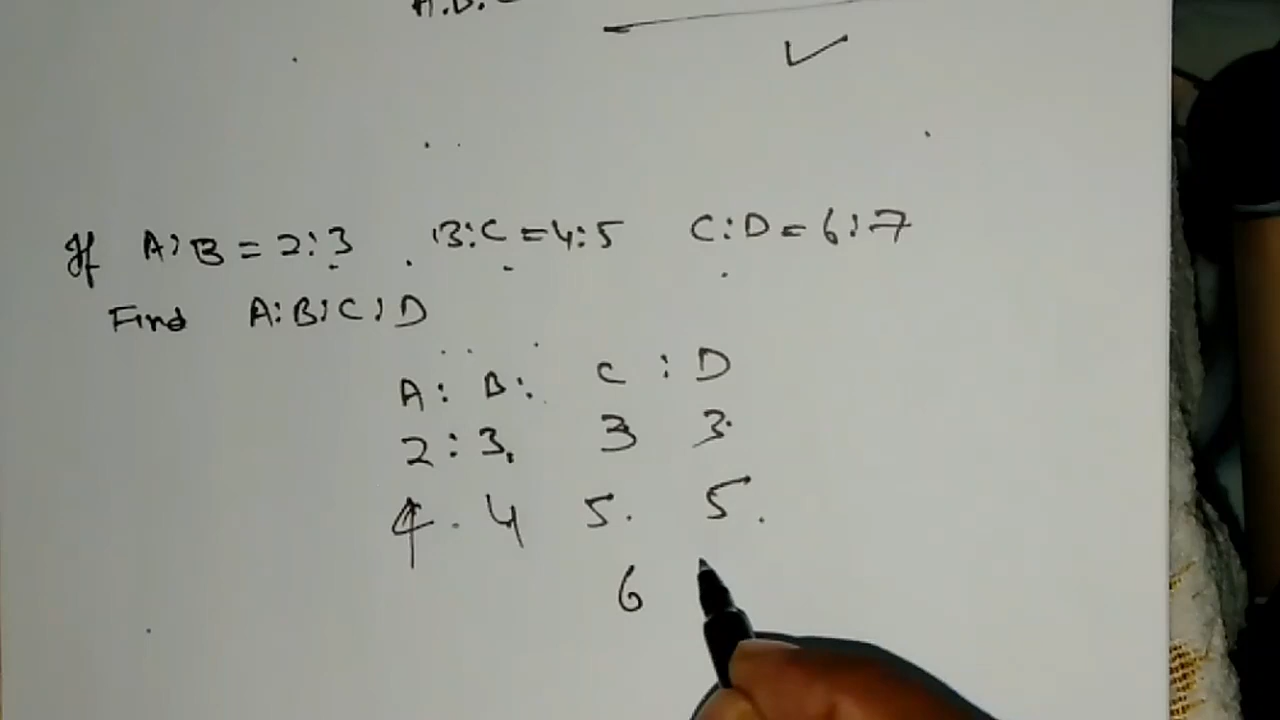 If A:B=2:3 B:C=4:5 C:D=6:7
Find A:B:C:D
A: B: C :D
2:3 3 3
4 4 5 5
6